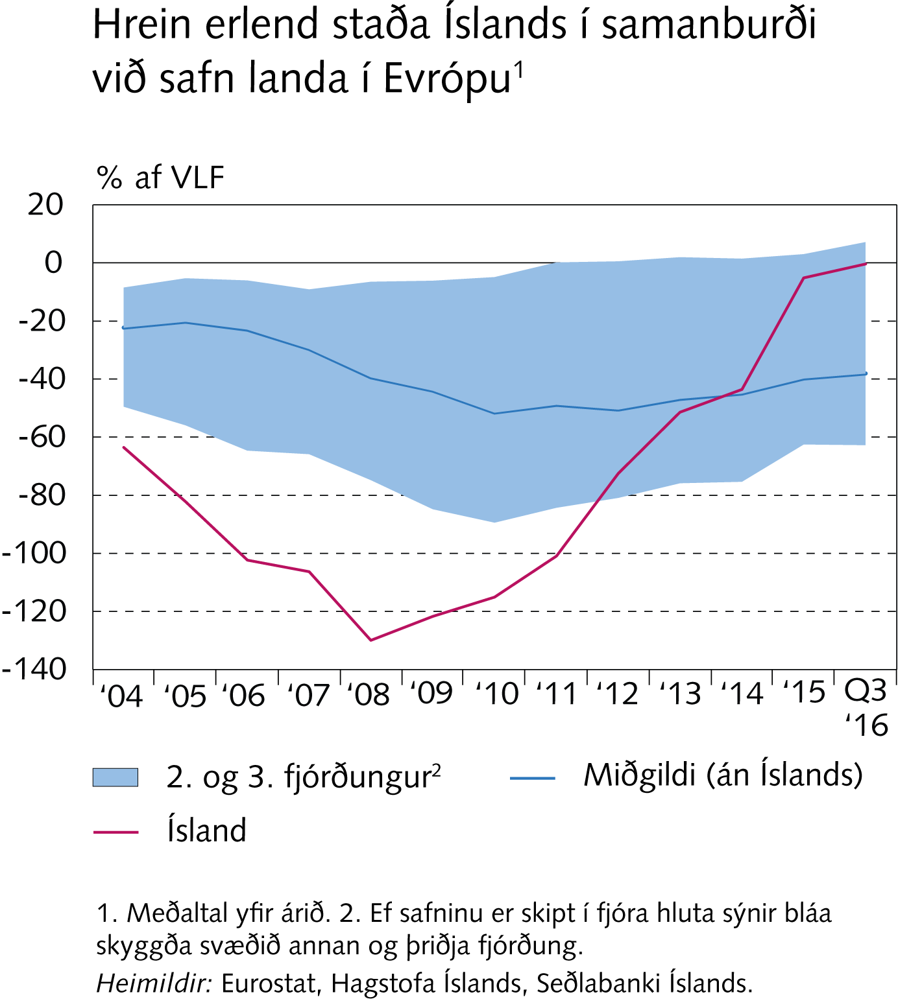 Hrein erlend staða Íslands í samanburði
við safn landa í Evrópu¹
% af VLF
20
0
-20
-40
-60
-80
-100
-120
-140
‘04 ‘05 ‘06 ‘07 ‘08 ‘09 ‘10 ‘11 ‘12 ‘13 ‘14 ‘15 Q3
‘16
2. og 3. fjórðungur² Miðgildi (án Íslands)
Ísland
1. Meðaltal yfir árið. 2. Ef safninu er skipt í fjóra hluta sýnir bláa
skyggða svæðið annan og þriðja fjórðung.
Heimildir: Eurostat, Hagstofa Íslands, Seðlabanki Íslands.